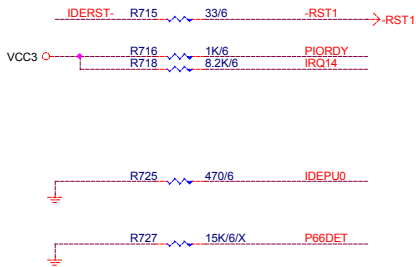 IDERST- R715 33/6 -RST1 -RST1
VCC3 R716 1K/6 PIORDY
R718 8.2K/6 IRQ14
R725 470/6 IDEPU0
R727 15K/6/X P66DET